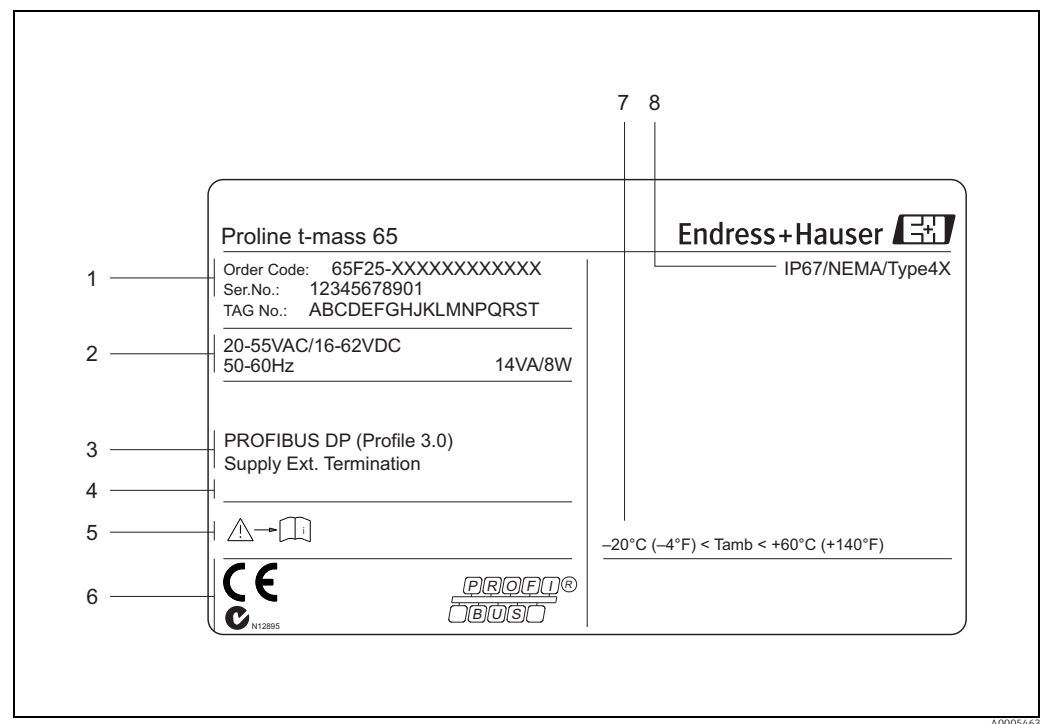 7 8
Proline t-mass 65
Endress+Hauser EH
1
Order Code: 65F25-XXXXXXXXXXXX
Ser.No.: 12345678901
TAG No.: ABCDEFGHJKLMNPQRST
IP67/NEMA/Type4X
2
20-55VAC/16-62VDC
50-60Hz 14VA/8W
3
PROFIBUS DP (Profile 3.0)
Supply Ext. Termination
4
5
i
–20°C (–4°F) < Tamb < +60°C (+140°F)
6
CE
N12895
PROFI®
BUS
A0005463